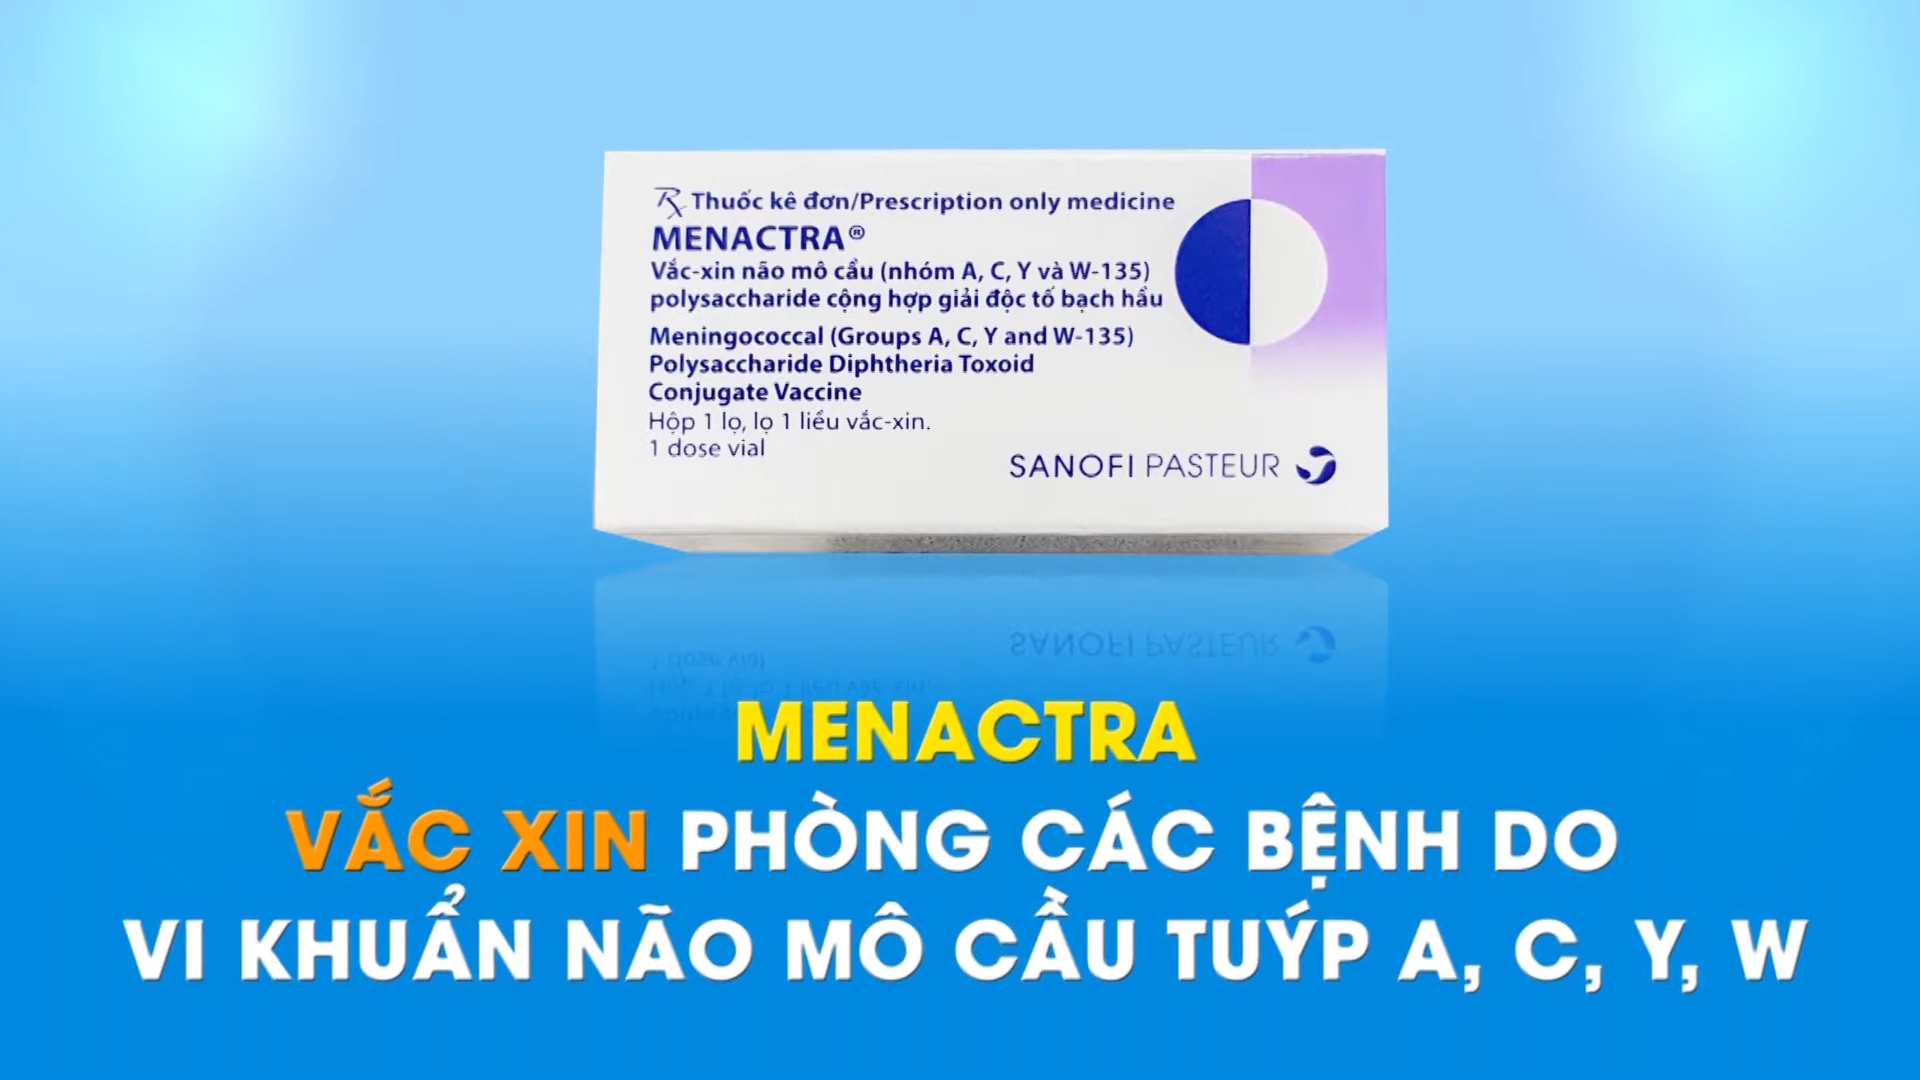 Rx Thuốc kê đơn/Prescription only medicine
MENACTRA®
Vắc-xin não mô cầu (nhóm A, C, Y và W-135)
polysaccharide cộng hợp giải độc tố bạch hầu
Meningococcal (Groups A, C, Y and W-135)
Polysaccharide Diphtheria Toxoid
Conjugate Vaccine
Hộp 1 lọ, lọ 1 liều vắc-xin.
1 dose vial
SANOFI PASTEUR
MENACTRA
VẮC XIN PHÒNG CÁC BỆNH DO
VI KHUẨN NÃO MÔ CẦU TUÝP A, C, Y, W